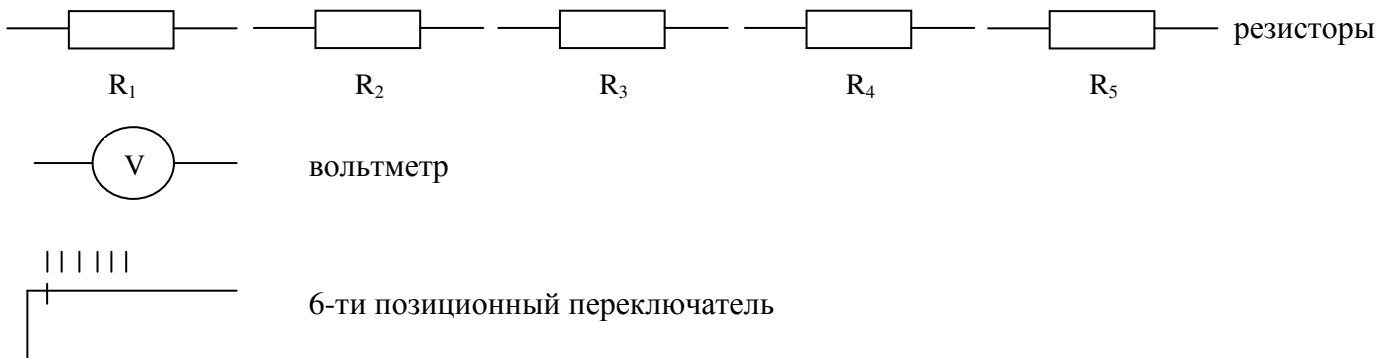 резисторы
R₁ R₂ R₃ R₄ R₅
V вольтметр
6-ти позиционный переключатель